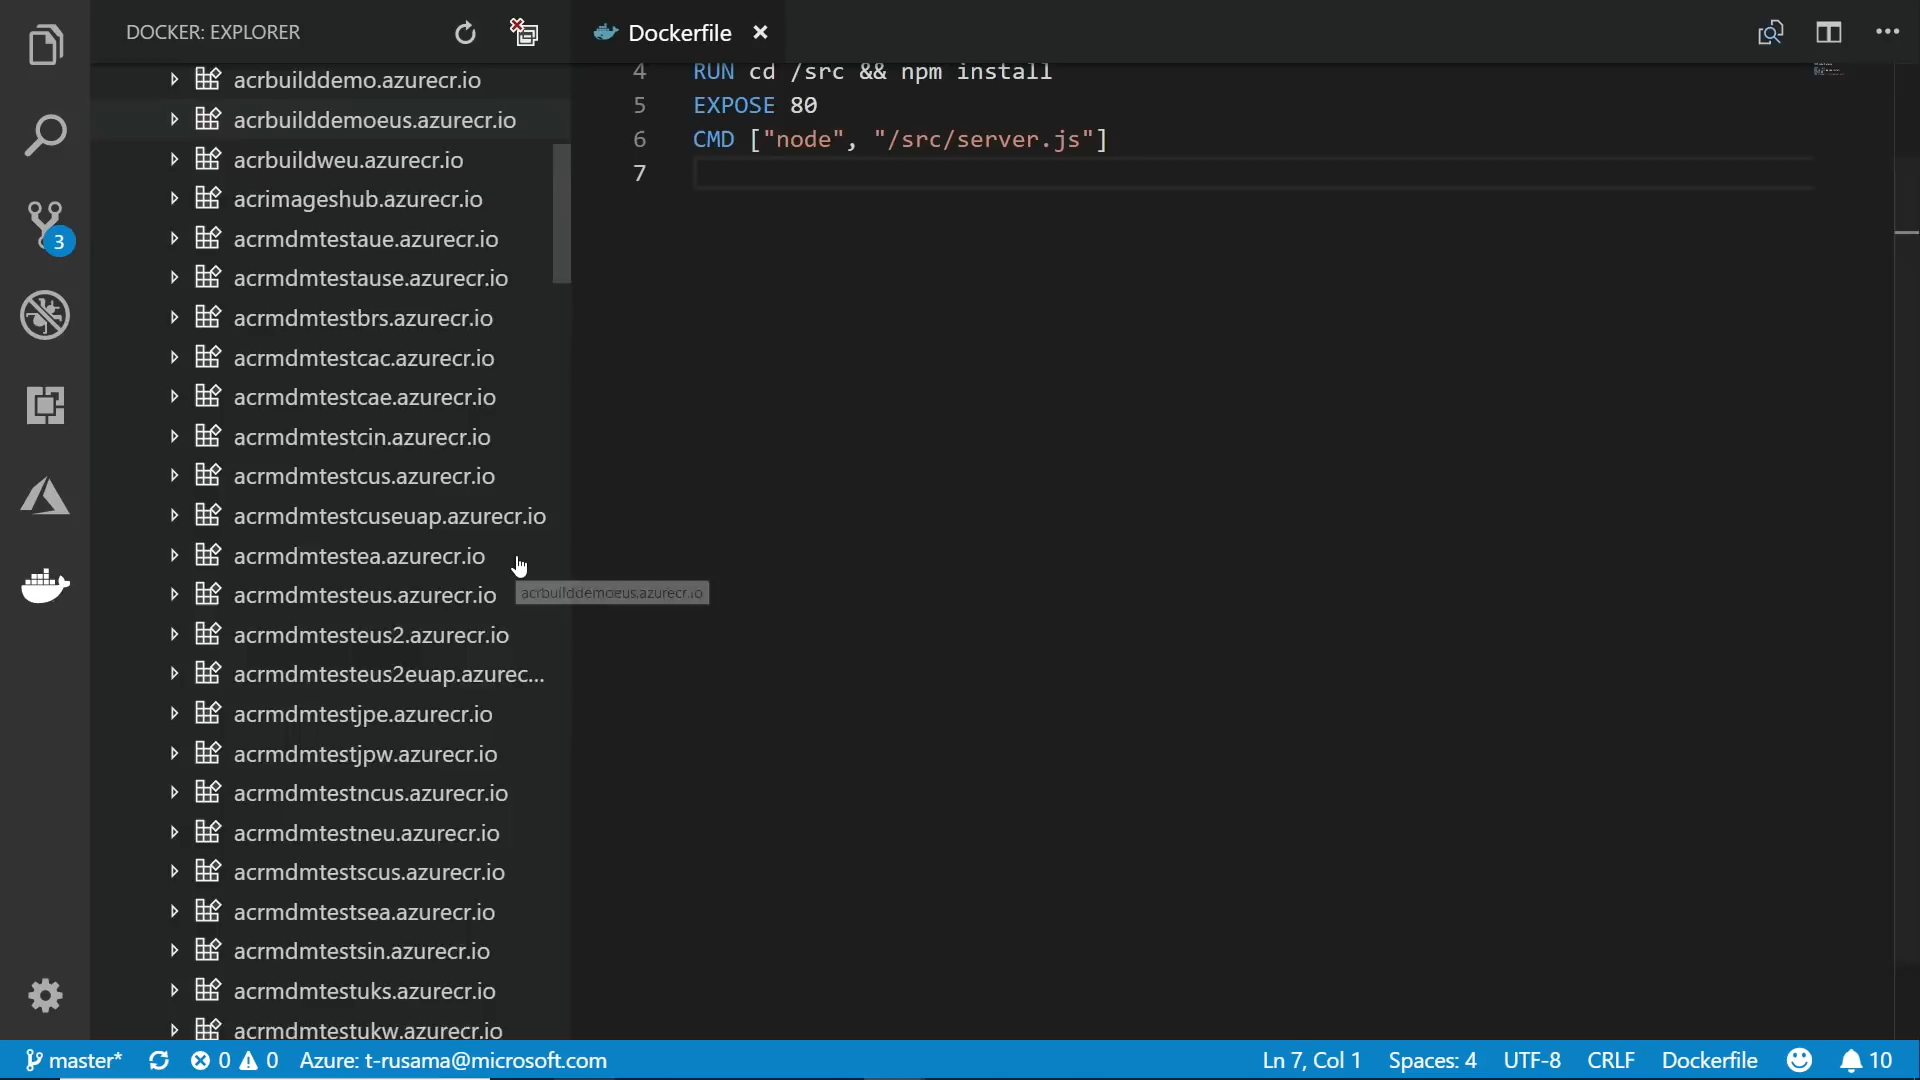 DOCKER: EXPLORER
acrbuilddemo.azurecr.io
acrbuilddemoeus.azurecr.io
acrbuildweu.azurecr.io
acrimageshub.azurecr.io
acrmdmtestaue.azurecr.io
acrmdmtestause.azurecr.io
acrmdmtestbrs.azurecr.io
acrmdmtestcac.azurecr.io
acrmdmtestcae.azurecr.io
acrmdmtestcin.azurecr.io
acrmdmtestcus.azurecr.io
acrmdmtestcuseuap.azurecr.io
acrmdmtestea.azurecr.io
acrmdmtesteus.azurecr.io
acrmdmtesteus2.azurecr.io
acrmdmtesteus2euap.azurec...
acrmdmtestjpe.azurecr.io
acrmdmtestjpw.azurecr.io
acrmdmtestncus.azurecr.io
acrmdmtestneu.azurecr.io
acrmdmtestscus.azurecr.io
acrmdmtestsea.azurecr.io
acrmdmtestsin.azurecr.io
acrmdmtestuks.azurecr.io
acrmdmtestukw.azurecr.io
3
acrbuilddemoeus.azurecr.io
Dockerfile
4 RUN cd /src && npm install
5 EXPOSE 80
6 CMD ["node", "/src/server.js"]
7
master* 0 0 Azure: t-rusama@microsoft.com Ln 7, Col 1 Spaces: 4 UTF-8 CRLF Dockerfile 10